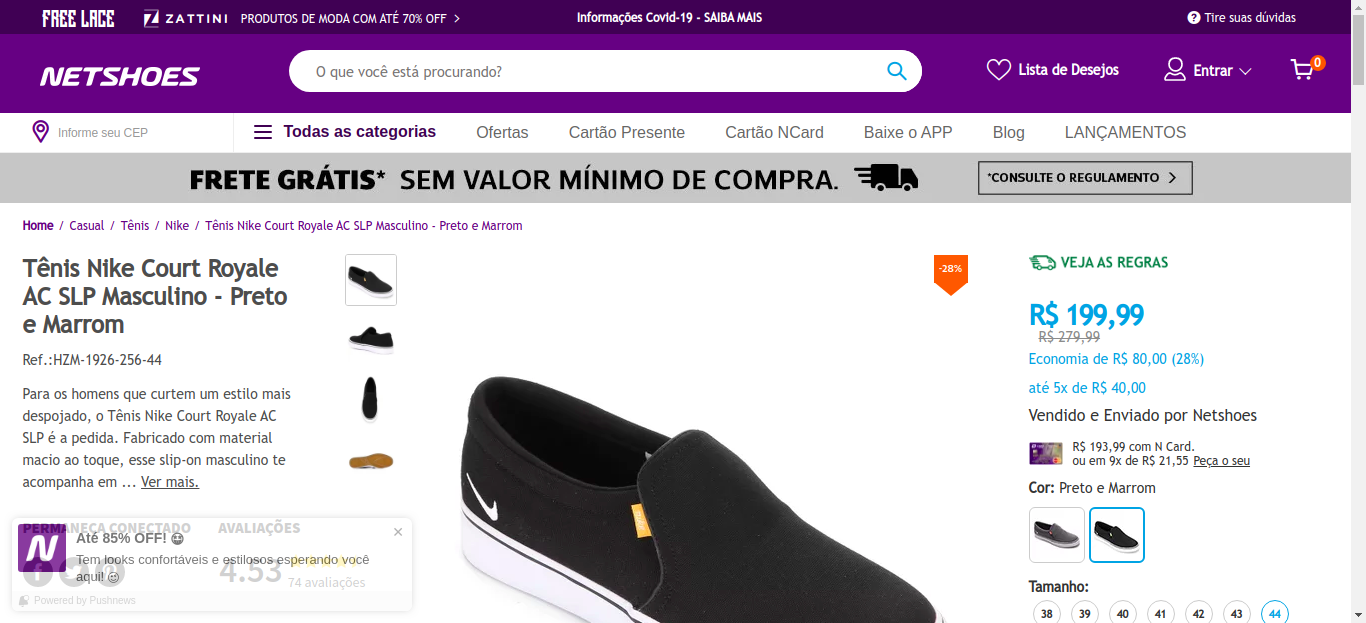 FREE LACE
ZATTINI
PRODUTOS DE MODA COM ATÉ 70% OFF
Informações Covid-19 - SAIBA MAIS
Tire suas dúvidas
NETSHOES
O que você está procurando?
Lista de Desejos
Entrar
0
Informe seu CEP
Todas as categorias
Ofertas
Cartão Presente
Cartão NCard
Baixe o APP
Blog
LANÇAMENTOS
FRETE GRÁTIS* SEM VALOR MÍNIMO DE COMPRA.
*CONSULTE O REGULAMENTO
Home / Casual / Tênis / Nike / Tênis Nike Court Royale AC SLP Masculino - Preto e Marrom
Tênis Nike Court Royale
AC SLP Masculino - Preto
e Marrom
Ref.:HZM-1926-256-44
Para os homens que curtem um estilo mais
despojado, o Tênis Nike Court Royale AC
SLP é a pedida. Fabricado com material
macio ao toque, esse slip-on masculino te
acompanha em ... Ver mais.
PERMANEÇA CONECTADO
AVALIAÇÕES
4.53
74 avaliações
Até 85% OFF!
Tem looks confortáveis e estilosos esperando você
aqui!
Powered by Pushnews
-28%
VEJA AS REGRAS
R$ 199,99
R$ 279,99
Economia de R$ 80,00 (28%)
até 5x de R$ 40,00
Vendido e Enviado por Netshoes
R$ 193,99 com N Card.
ou em 9x de R$ 21,55 Peça o seu
Cor: Preto e Marrom
Tamanho:
38 39 40 41 42 43 44